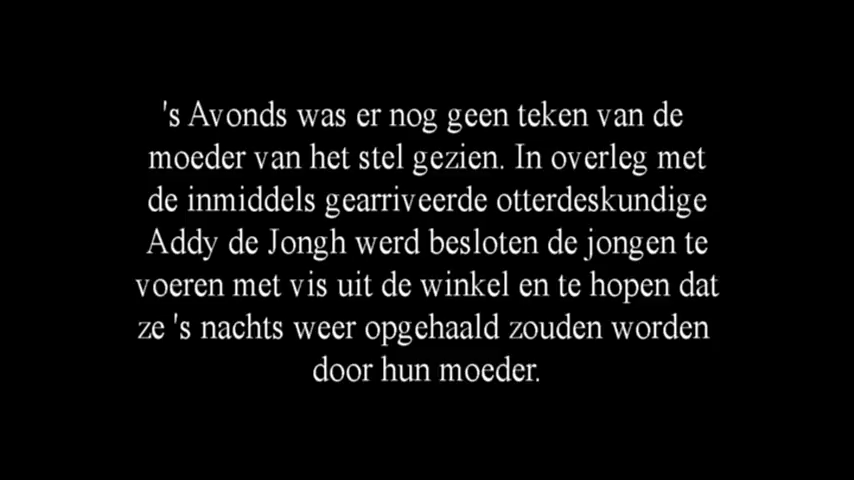 's Avonds was er nog geen teken van de
moeder van het stel gezien. In overleg met
de inmiddels gearriveerde otterdeskundige
Addy de Jongh werd besloten de jongen te
voeren met vis uit de winkel en te hopen dat
ze 's nachts weer opgehaald zouden worden
door hun moeder.